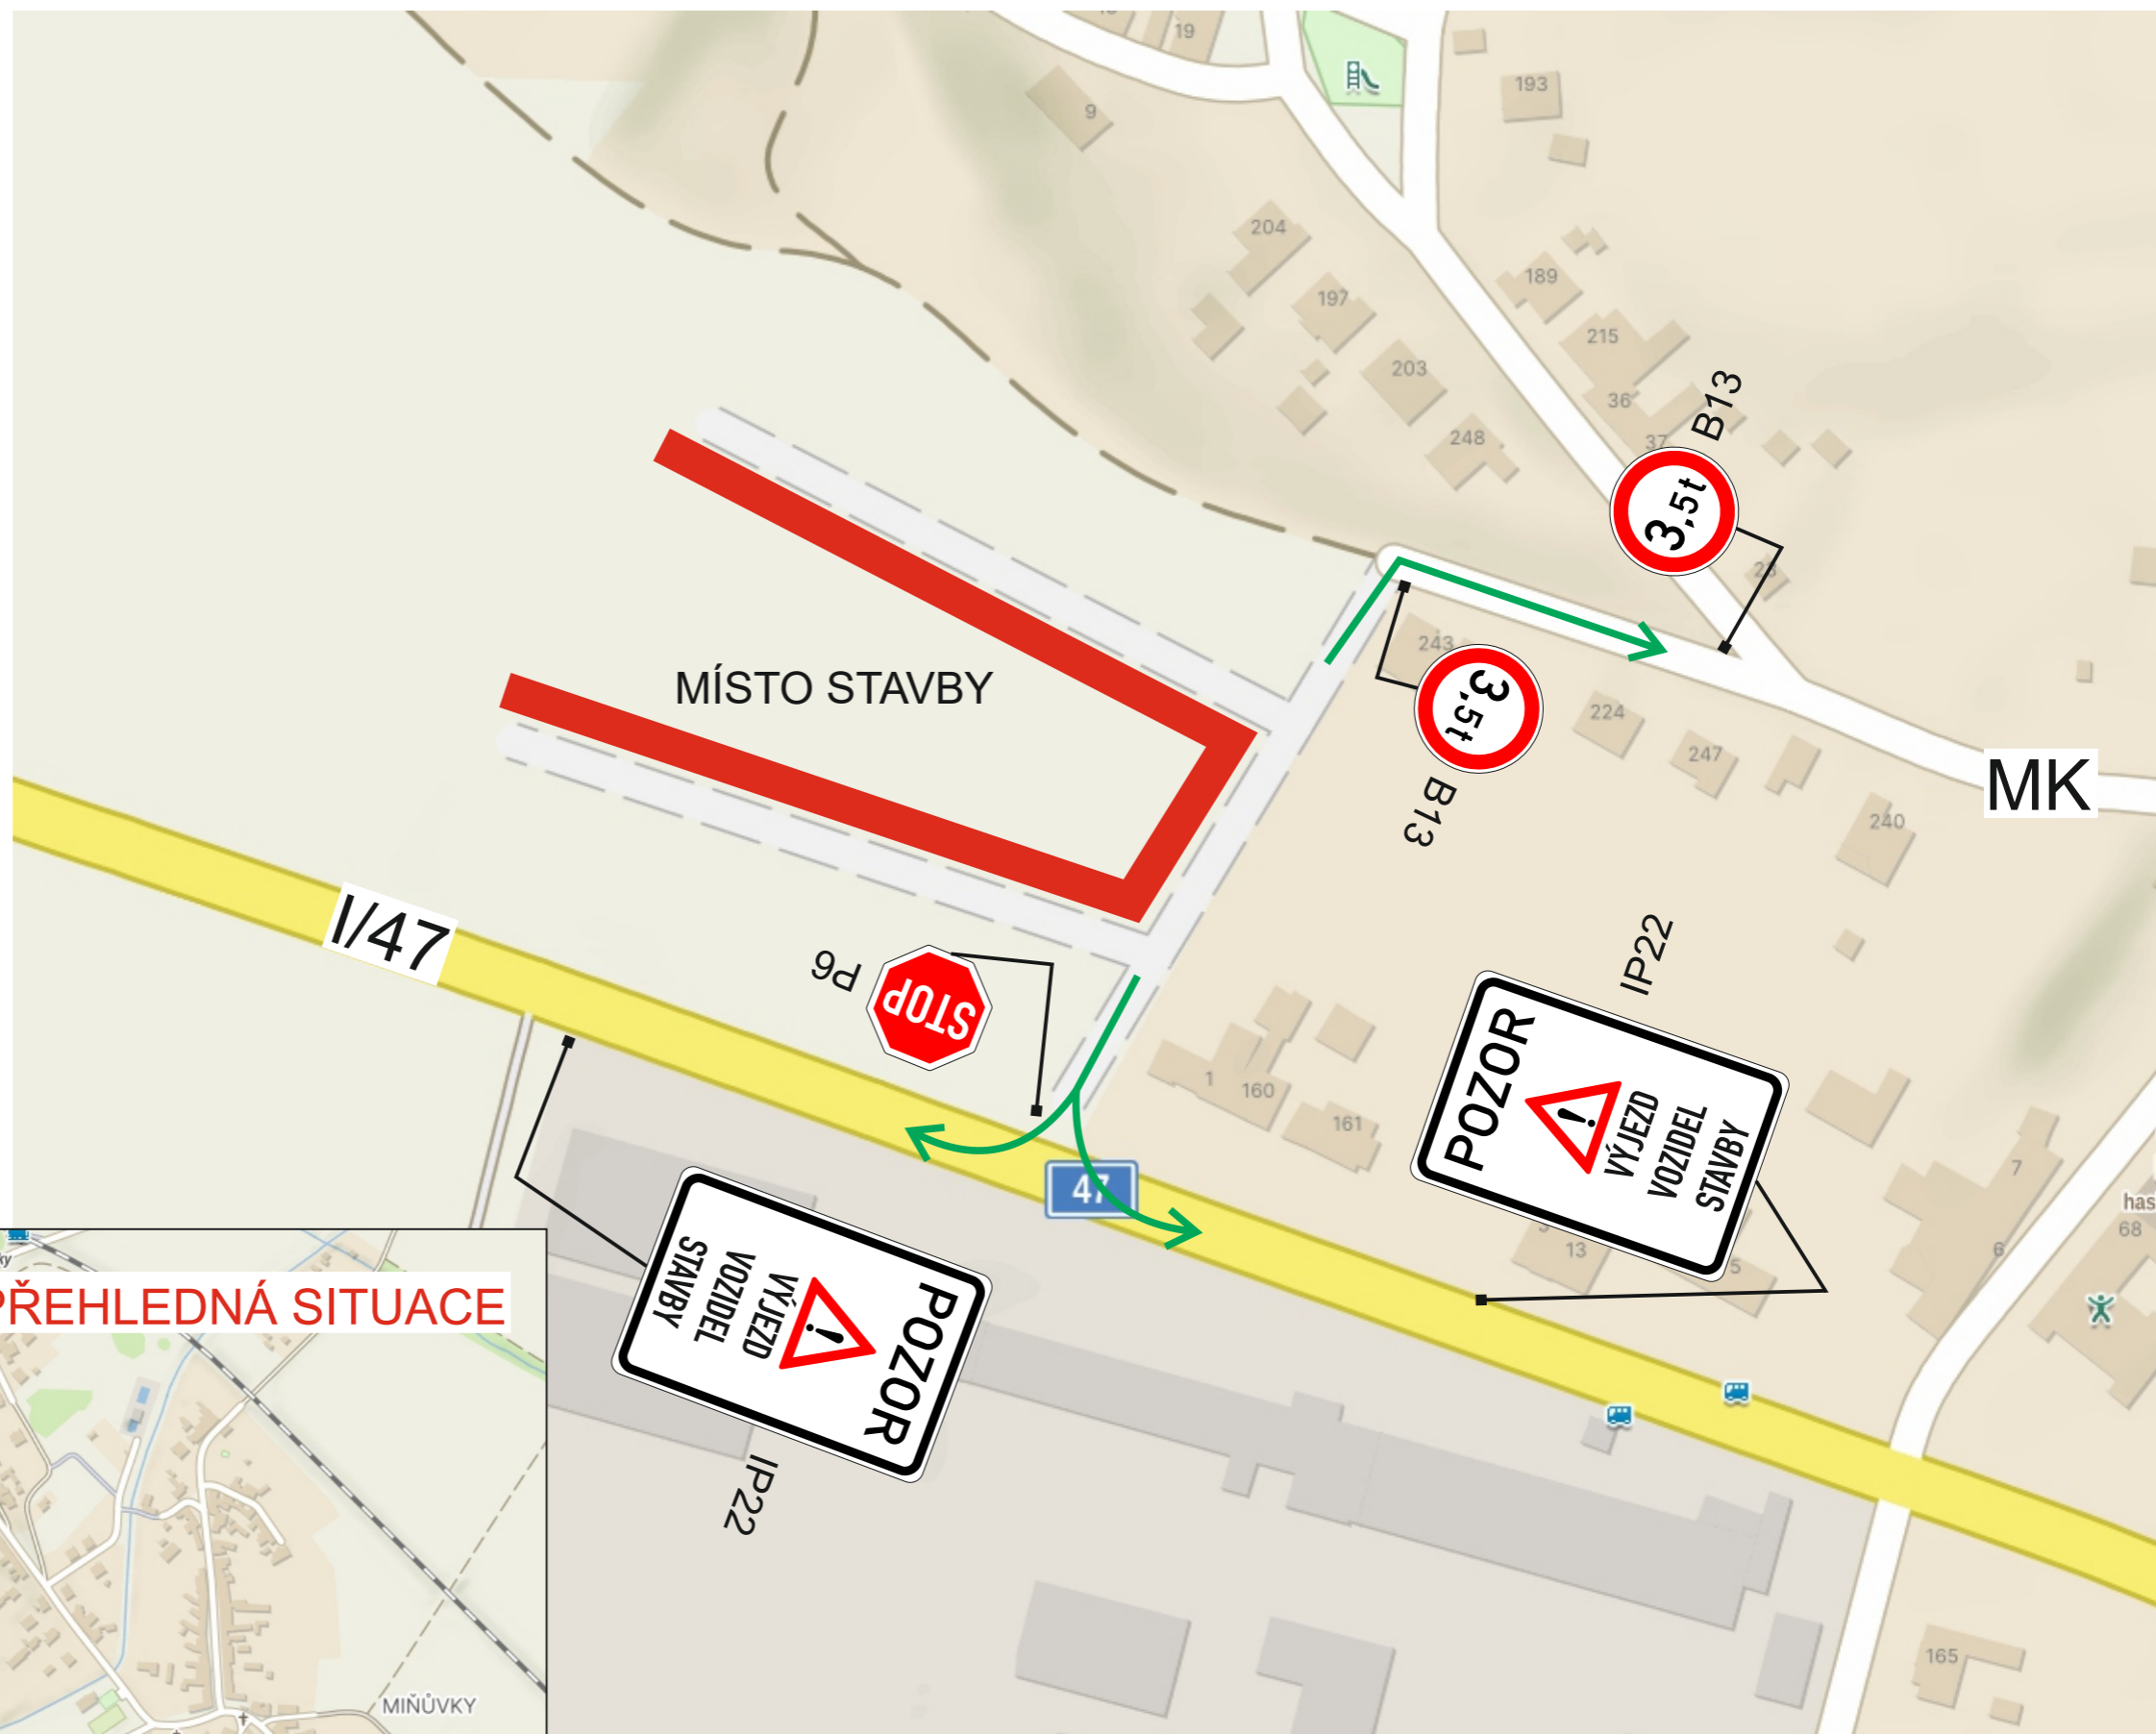 19
9
193
204
197
189
215
36
37
203
248
B13
3,5t
MÍSTO STAVBY
243
3,5t
B13
224
247
240
MK
I/47
P6
STOP
1
160
161
47
IP22
POZOR
VÝJEZD
VOZIDEL
STAVBY
13
5
7
6
68
has
POZOR
VÝJEZD
VOZIDEL
STAVBY
IP22
165
PŘEHLEDNÁ SITUACE
MIŇŮVKY